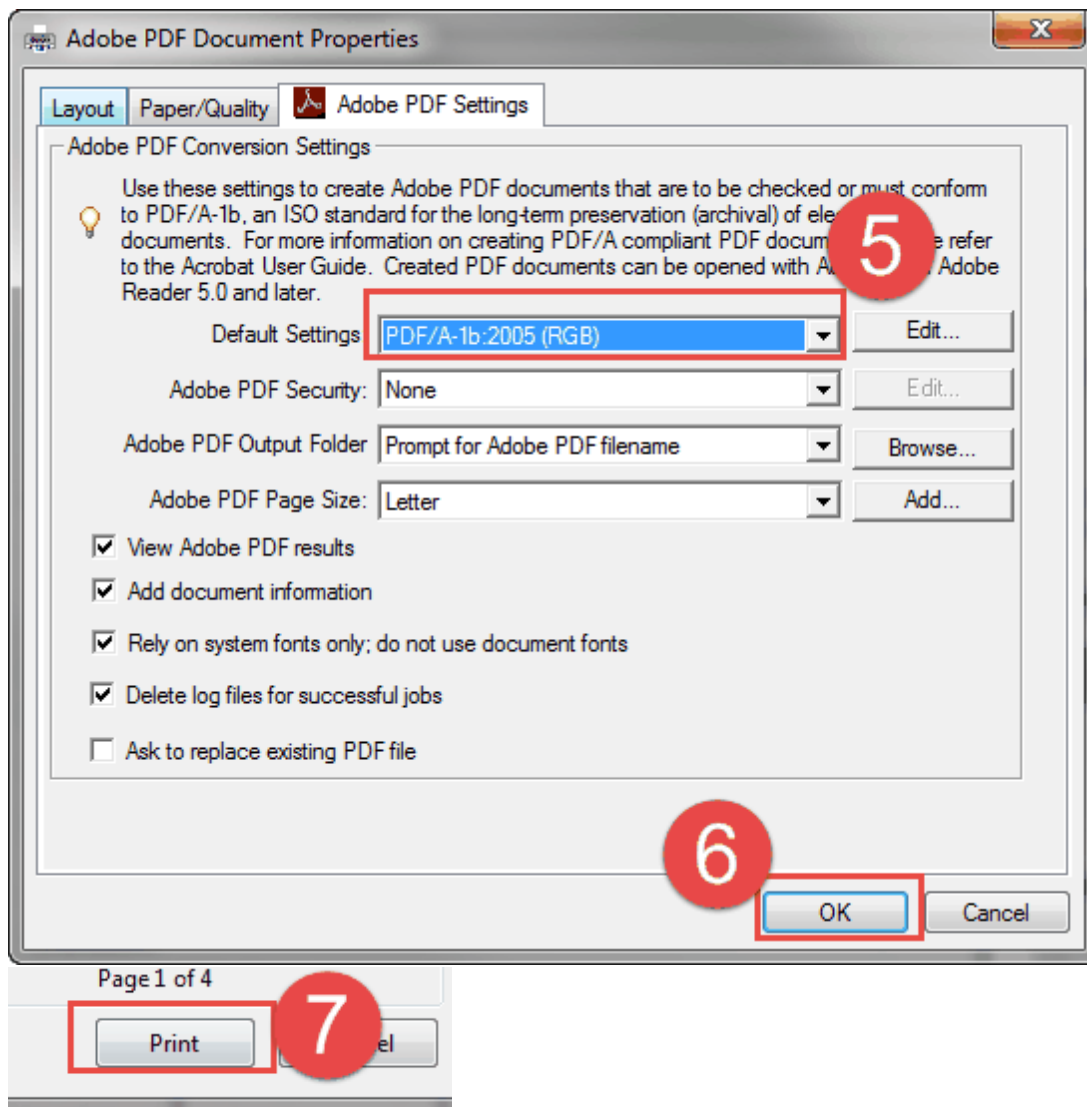 Adobe PDF Document Properties
Layout Paper/Quality Adobe PDF Settings
Adobe PDF Conversion Settings
Use these settings to create Adobe PDF documents that are to be checked or must conform
to PDF/A-1b, an ISO standard for the long-term preservation (archival) of
documents. For more information on creating PDF/A compliant PDF refer
to the Acrobat User Guide. Created PDF documents can be opened with Adobe
Reader 5.0 and later.
5
Default Settings PDF/A-1b:2005 (RGB) Edit...
Adobe PDF Security: None Edit...
Adobe PDF Output Folder Prompt for Adobe PDF filename Browse...
Adobe PDF Page Size: Letter Add...
View Adobe PDF results
Add document information
Rely on system fonts only; do not use document fonts
Delete log files for successful jobs
Ask to replace existing PDF file
6
OK Cancel
Page 1 of 4
Print 7